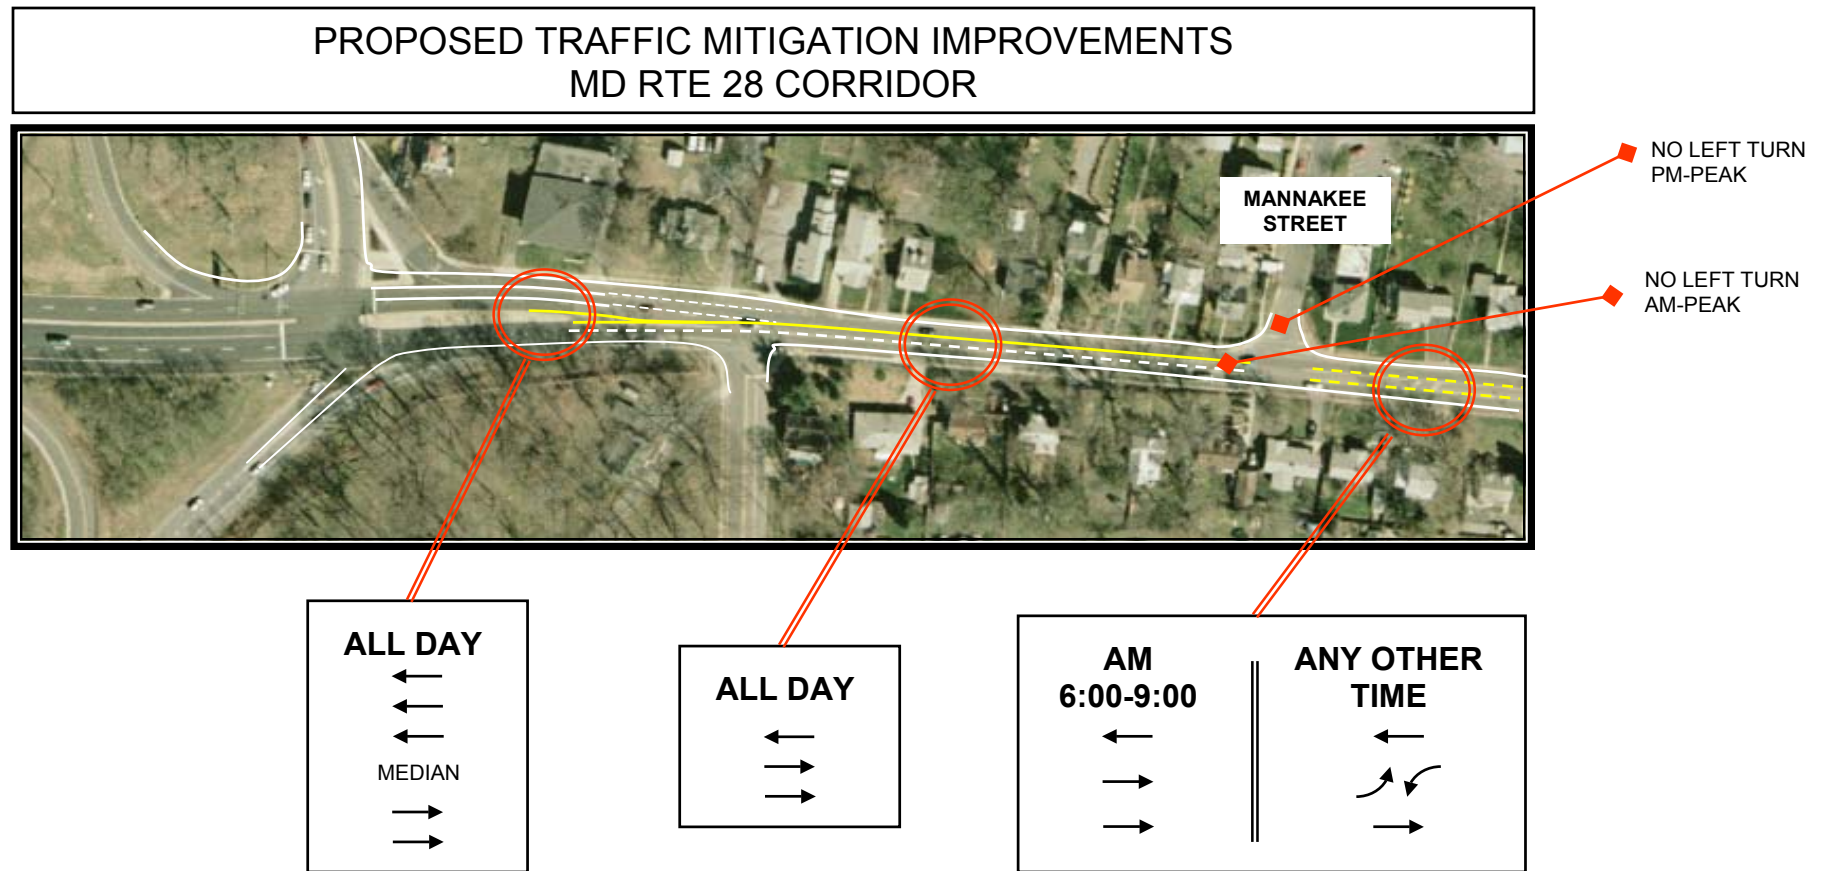 PROPOSED TRAFFIC MITIGATION IMPROVEMENTS
MD RTE 28 CORRIDOR
NO LEFT TURN
PM-PEAK
MANNAKEE
STREET
NO LEFT TURN
AM-PEAK
ALL DAY
MEDIAN
ALL DAY
AM
6:00-9:00
ANY OTHER
TIME